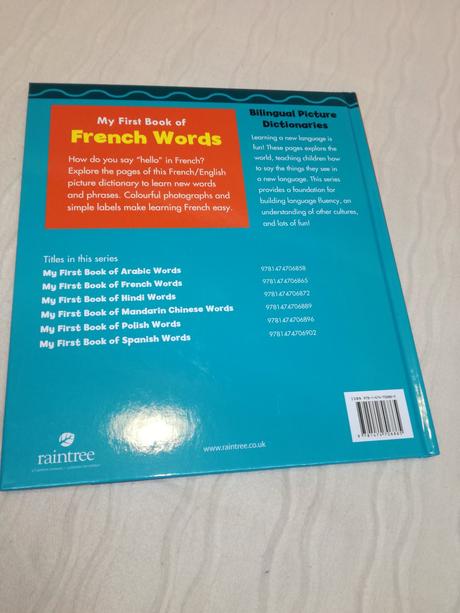 My First Book of
French Words
How do you say "hello" in French?
Explore the pages of this French/English
picture dictionary to learn new words
and phrases. Colourful photographs and
simple labels make learning French easy.
Bilingual Picture
Dictionaries
Learning a new language is
fun! These pages explore the
world, teaching children how
to say the things they see in
a new language. This series
provides a foundation for
building language fluency, an
understanding of other cultures,
and lots of fun!
Titles in this series
My First Book of Arabic Words 9781474706858
My First Book of French Words 9781474706865
My First Book of Hindi Words 9781474706872
My First Book of Mandarin Chinese Words 9781474706889
My First Book of Polish Words 9781474706896
My First Book of Spanish Words 9781474706902
ISBN
9 781474 706865
raintree
www.raintree.co.uk